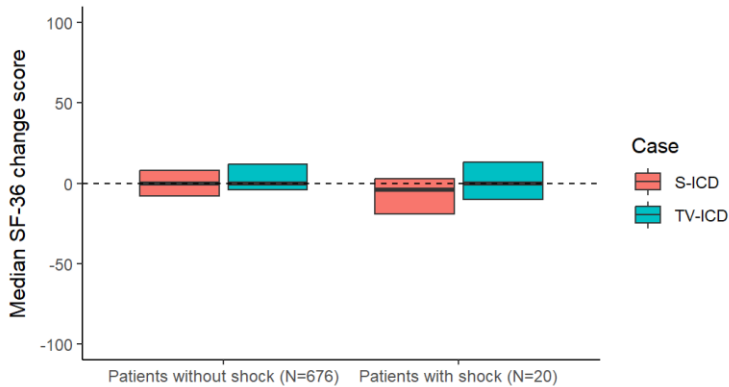 Median SF-36 change score
100
50
0
-50
-100
Patients without shock (N=676)
Patients with shock (N=20)
Case
S-ICD
TV-ICD